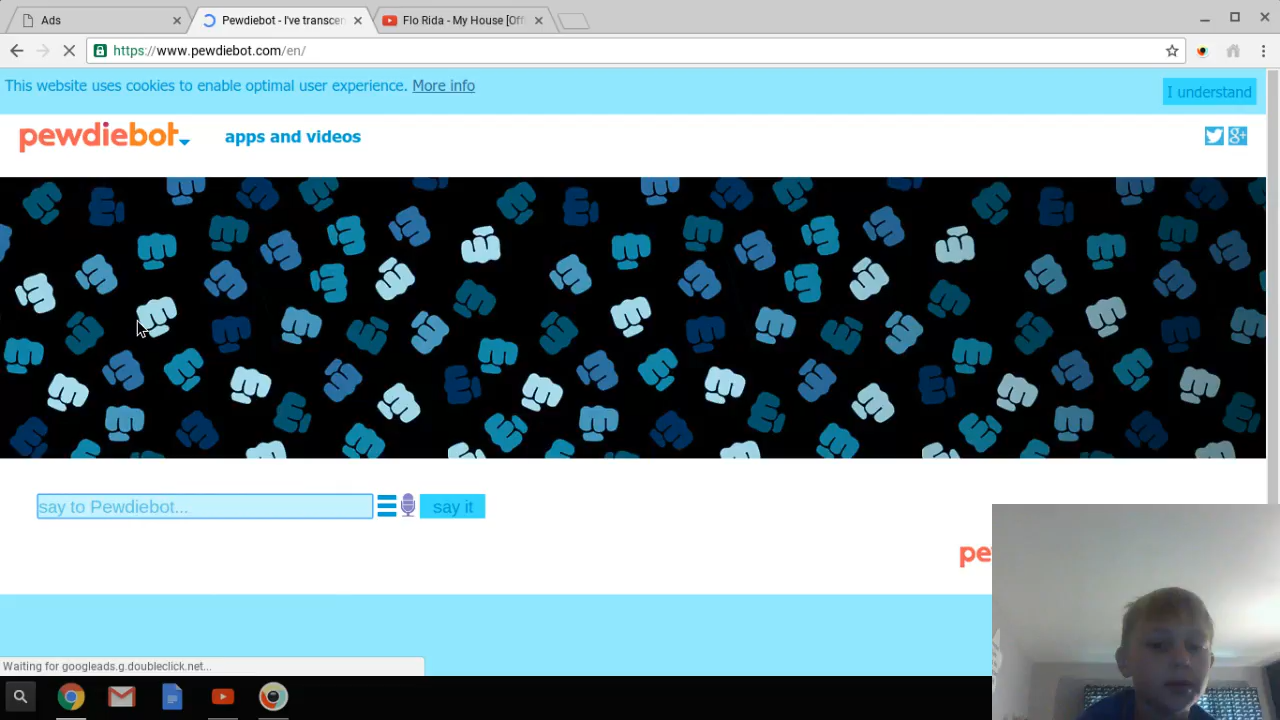 Ads
Pewdiebot - I've transcen
Flo Rida - My House [Offi
https://www.pewdiebot.com/en/
This website uses cookies to enable optimal user experience. More info
I understand
pewdiebot
apps and videos
say to Pewdiebot...
say it
pe
Waiting for googleads.g.doubleclick.net...